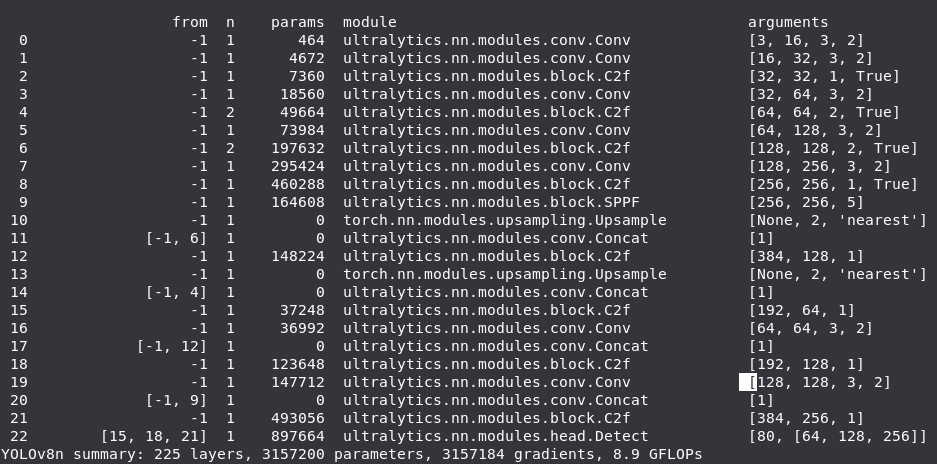 from n params module arguments
0 -1 1 464 ultralytics.nn.modules.conv.Conv [3, 16, 3, 2]
1 -1 1 4672 ultralytics.nn.modules.conv.Conv [16, 32, 3, 2]
2 -1 1 7360 ultralytics.nn.modules.block.C2f [32, 32, 1, True]
3 -1 1 18560 ultralytics.nn.modules.conv.Conv [32, 64, 3, 2]
4 -1 2 49664 ultralytics.nn.modules.block.C2f [64, 64, 2, True]
5 -1 1 73984 ultralytics.nn.modules.conv.Conv [64, 128, 3, 2]
6 -1 2 197632 ultralytics.nn.modules.block.C2f [128, 128, 2, True]
7 -1 1 295424 ultralytics.nn.modules.conv.Conv [128, 256, 3, 2]
8 -1 1 460288 ultralytics.nn.modules.block.C2f [256, 256, 1, True]
9 -1 1 164608 ultralytics.nn.modules.block.SPPF [256, 256, 5]
10 -1 1 0 torch.nn.modules.upsampling.Upsample [None, 2, 'nearest']
11 [-1, 6] 1 0 ultralytics.nn.modules.conv.Concat [1]
12 -1 1 148224 ultralytics.nn.modules.block.C2f [384, 128, 1]
13 -1 1 0 torch.nn.modules.upsampling.Upsample [None, 2, 'nearest']
14 [-1, 4] 1 0 ultralytics.nn.modules.conv.Concat [1]
15 -1 1 37248 ultralytics.nn.modules.block.C2f [192, 64, 1]
16 -1 1 36992 ultralytics.nn.modules.conv.Conv [64, 64, 3, 2]
17 [-1, 12] 1 0 ultralytics.nn.modules.conv.Concat [1]
18 -1 1 123648 ultralytics.nn.modules.block.C2f [192, 128, 1]
19 -1 1 147712 ultralytics.nn.modules.conv.Conv [128, 128, 3, 2]
20 [-1, 9] 1 0 ultralytics.nn.modules.conv.Concat [1]
21 -1 1 493056 ultralytics.nn.modules.block.C2f [384, 256, 1]
22 [15, 18, 21] 1 897664 ultralytics.nn.modules.head.Detect [80, [64, 128, 256]]
YOLOv8n summary: 225 layers, 3157200 parameters, 3157184 gradients, 8.9 GFLOPs